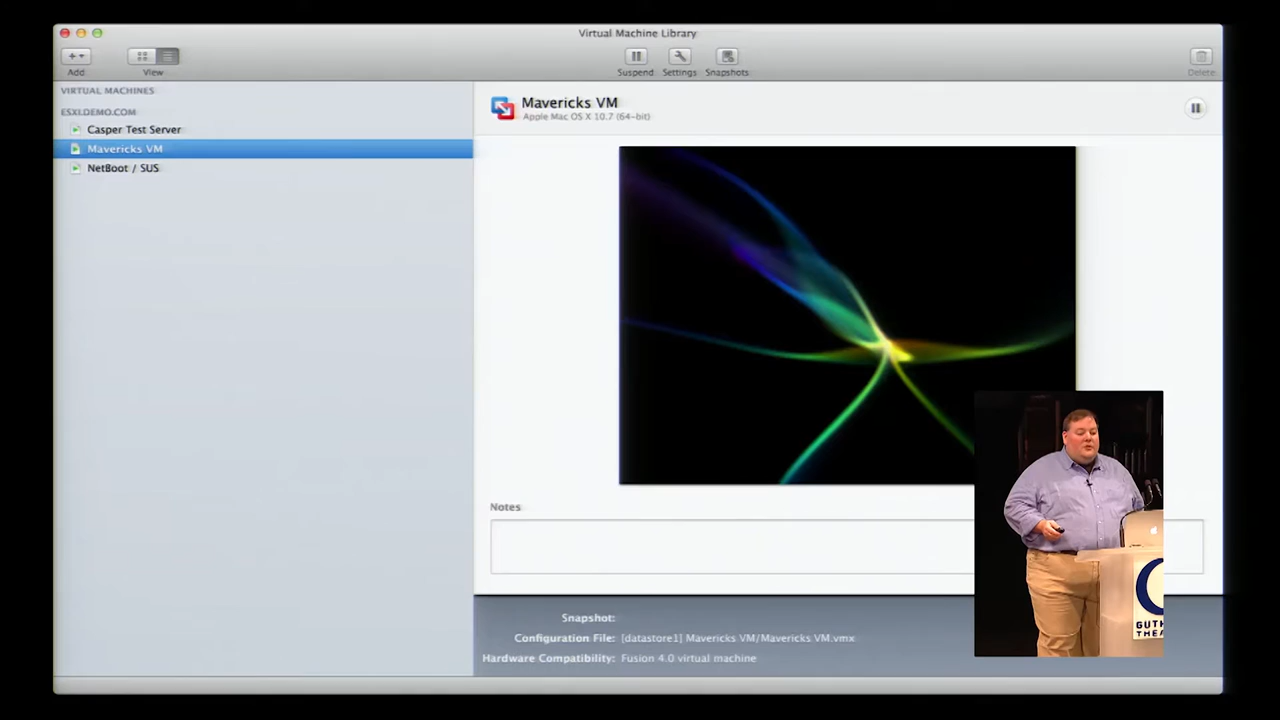 Virtual Machine Library
Add
View
Suspend
Settings
Snapshots
Delete
VIRTUAL MACHINES
ESXI.DEMO.COM
Casper Test Server
Mavericks VM
NetBoot / SUS
Mavericks VM
Apple Mac OS X 10.7 (64-bit)
Notes
Snapshot:
Configuration File: [datastore1] Mavericks VM/Mavericks VM.vmx
Hardware Compatibility: Fusion 4.0 virtual machine
GUTH
THEA